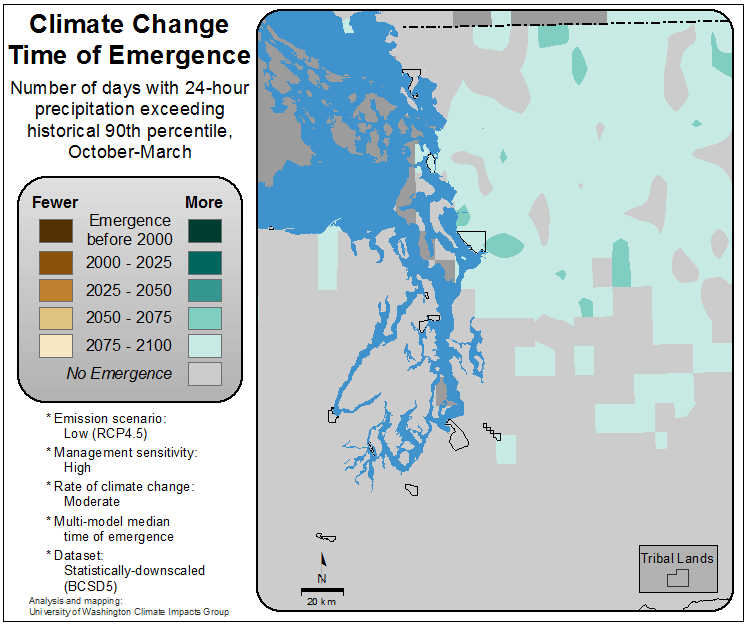 Climate Change
Time of Emergence
Number of days with 24-hour
precipitation exceeding
historical 90th percentile,
October-March
Fewer More
Emergence
before 2000
2000 - 2025
2025 - 2050
2050 - 2075
2075 - 2100
No Emergence
* Emission scenario:
Low (RCP4.5)
* Management sensitivity:
High
* Rate of climate change:
Moderate
* Multi-model median
time of emergence
* Dataset:
Statistically-downscaled
(BCSD5)
Analysis and mapping:
University of Washington Climate Impacts Group
N
20 km
Tribal Lands